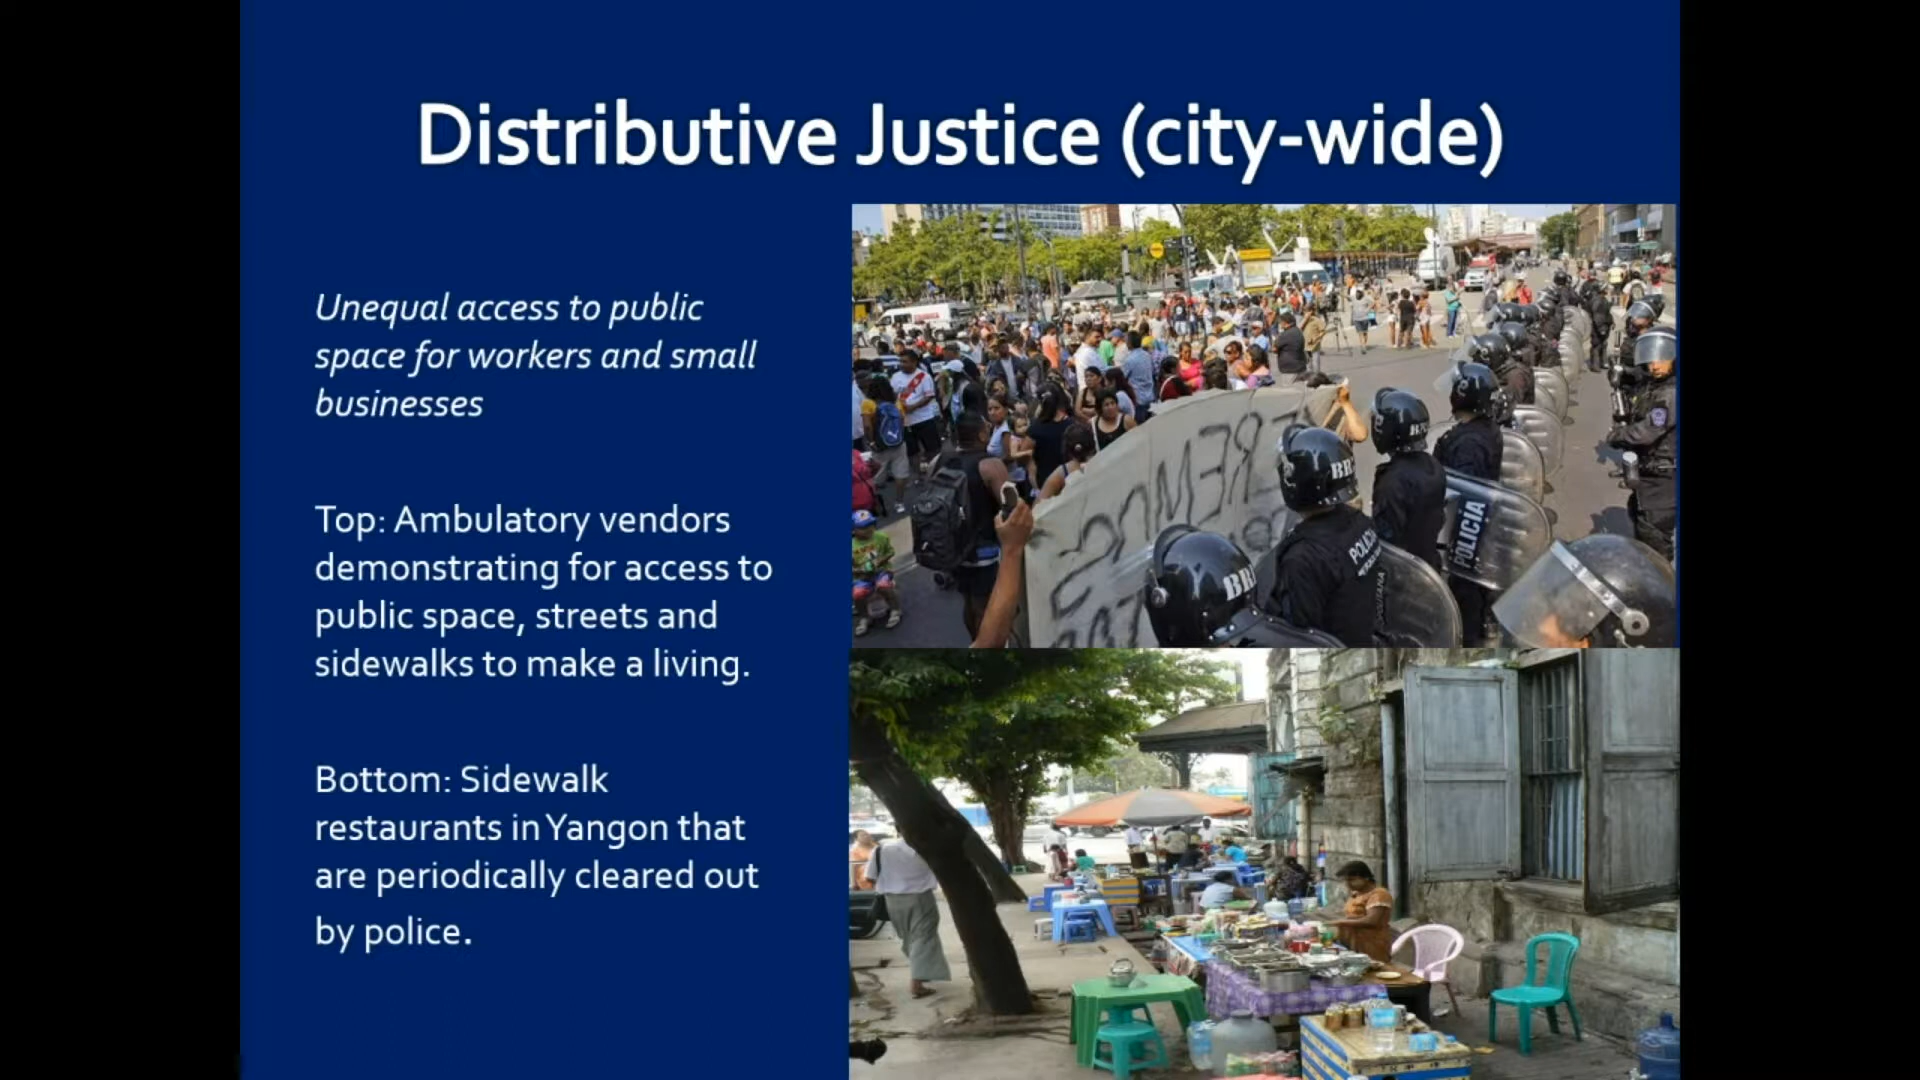 Distributive Justice (city-wide)
Unequal access to public
space for workers and small
businesses
Top: Ambulatory vendors
demonstrating for access to
public space, streets and
sidewalks to make a living.
Bottom: Sidewalk
restaurants in Yangon that
are periodically cleared out
by police.
POLICIA